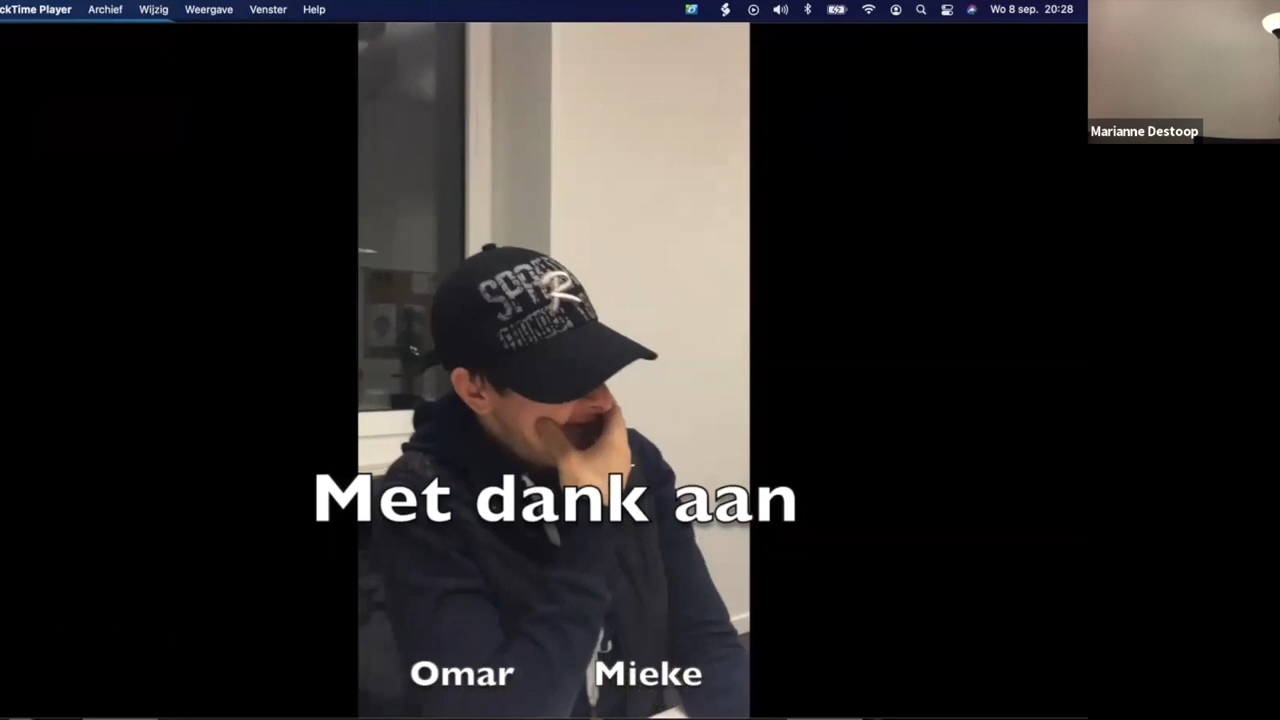 ckTime Player Archief Wijzig Weergave Venster Help Wo 8 sep. 20:28
Marianne Destoop
Met dank aan
Omar Mieke